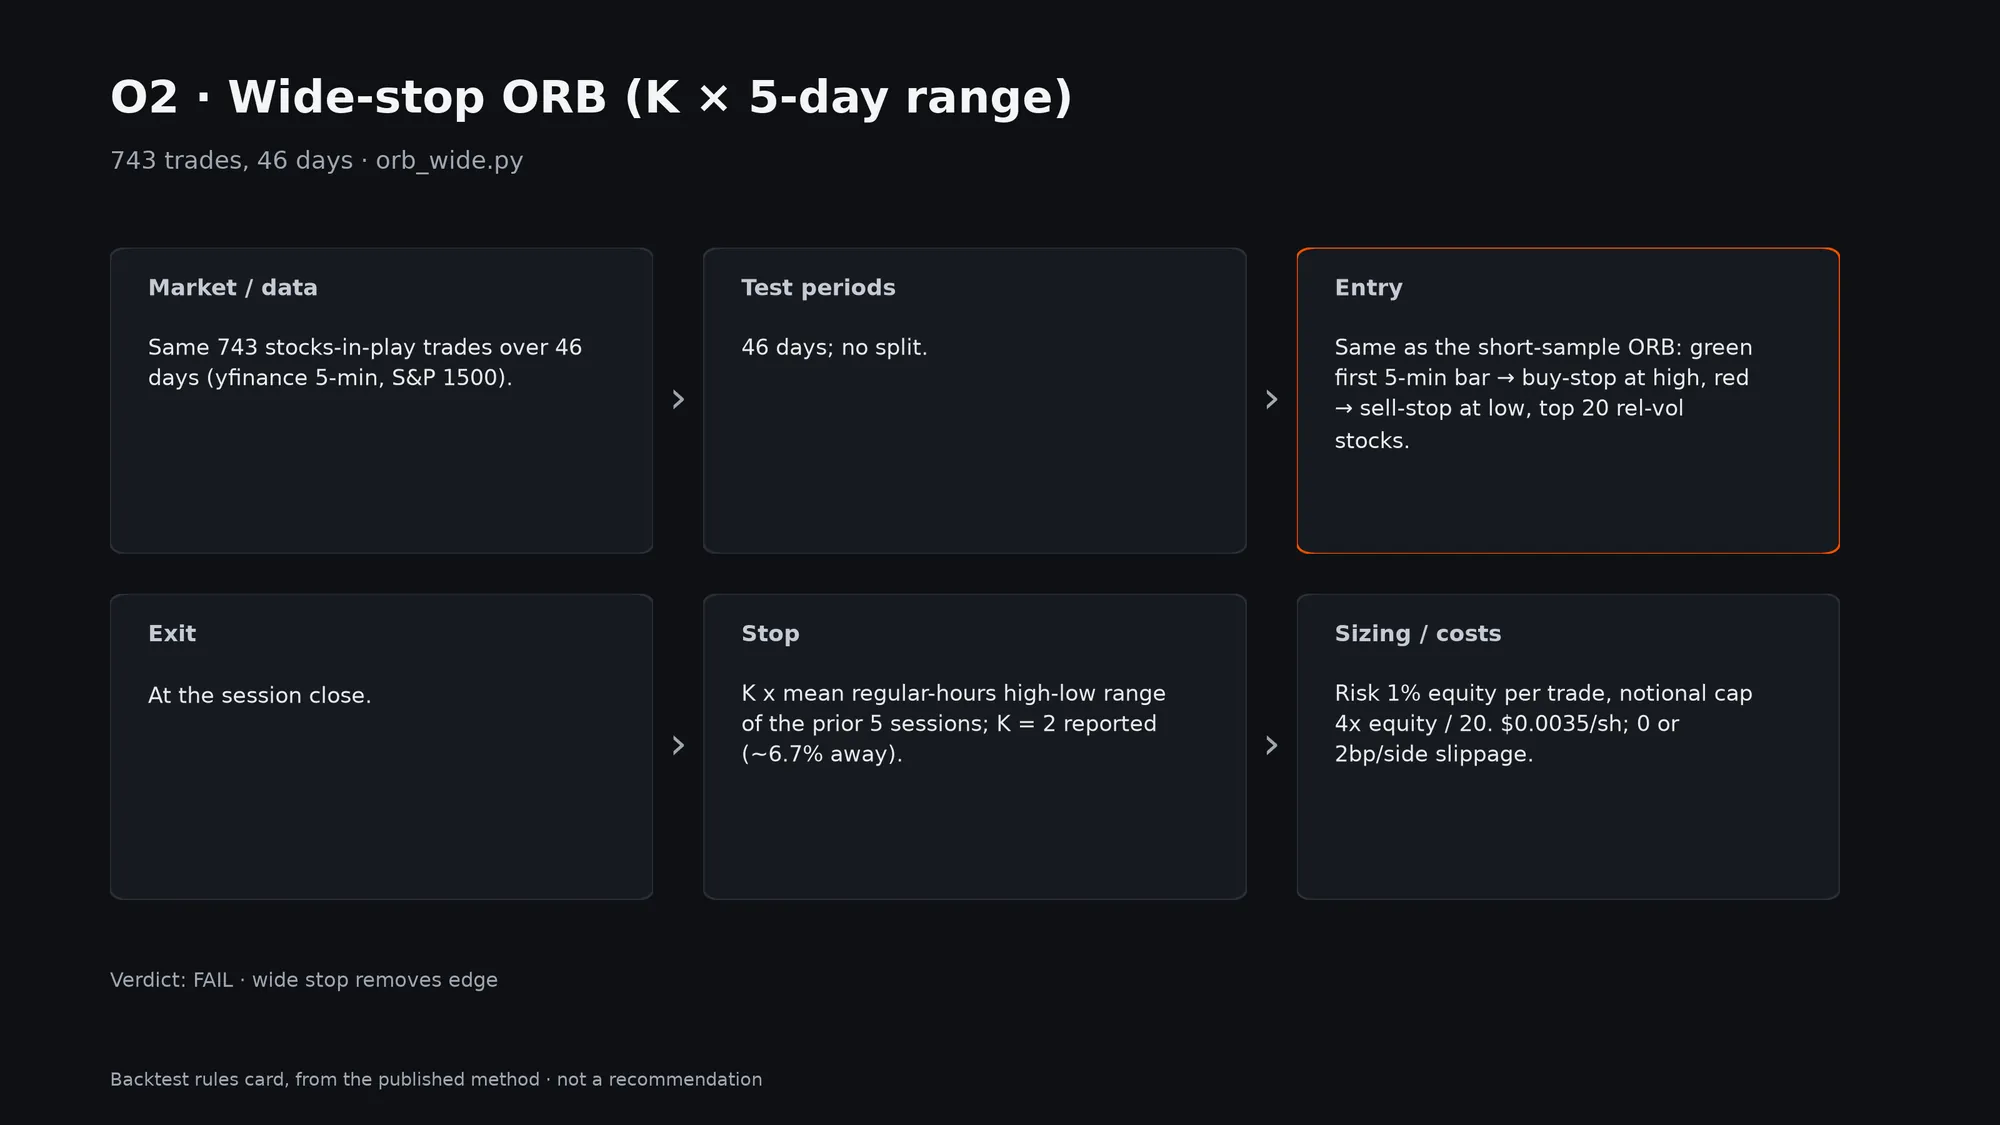 O2 · Wide-stop ORB (K × 5-day range)
743 trades, 46 days · orb_wide.py
Market / data
Same 743 stocks-in-play trades over 46
days (yfinance 5-min, S&P 1500).
›
Test periods
46 days; no split.
›
Entry
Same as the short-sample ORB: green
first 5-min bar → buy-stop at high, red
→ sell-stop at low, top 20 rel-vol
stocks.
Exit
At the session close.
›
Stop
K x mean regular-hours high-low range
of the prior 5 sessions; K = 2 reported
(~6.7% away).
›
Sizing / costs
Risk 1% equity per trade, notional cap
4x equity / 20. $0.0035/sh; 0 or
2bp/side slippage.
Verdict: FAIL · wide stop removes edge
Backtest rules card, from the published method · not a recommendation